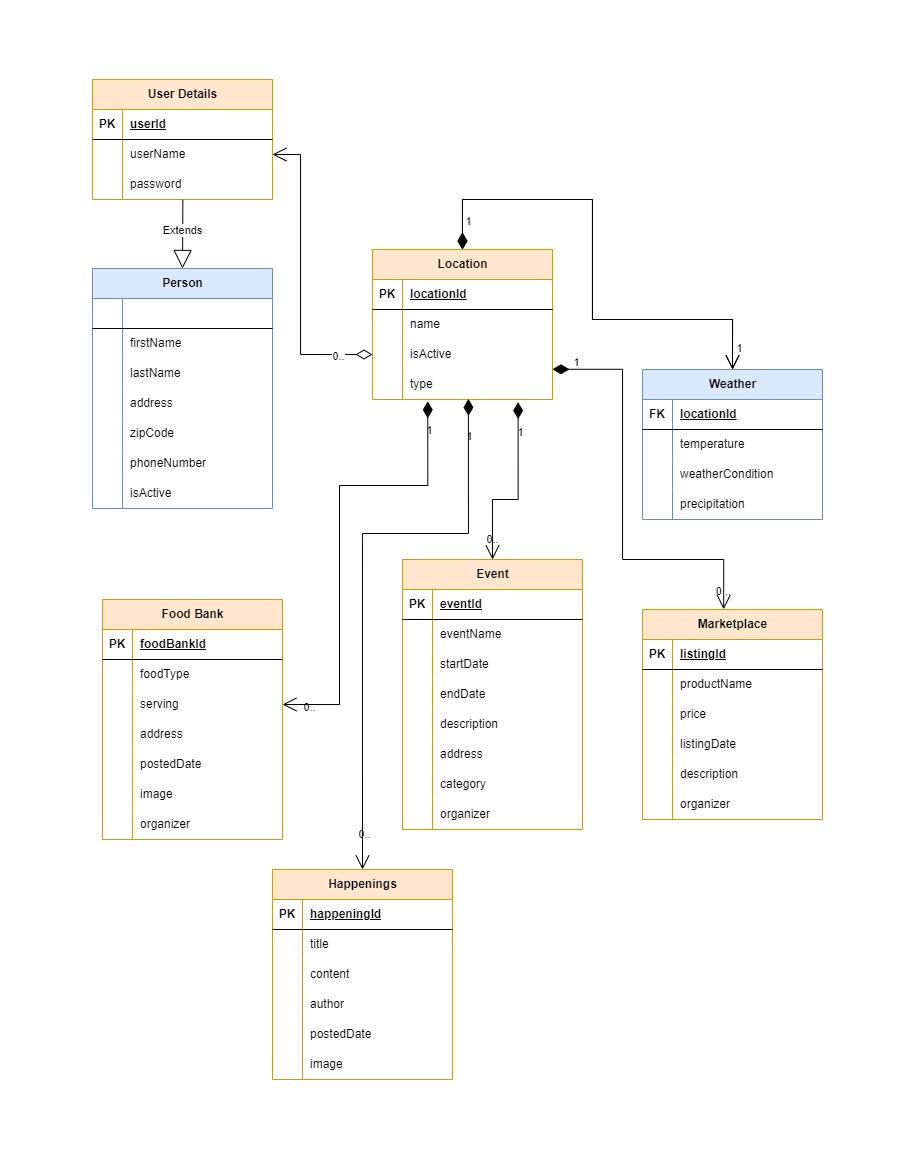 User Details
PK userId
userName
password
Extends
Person
firstName
lastName
address
zipCode
phoneNumber
isActive
0..
1
Location
PK locationId
name
isActive
type
1
1
1
1
1
Weather
FK locationId
temperature
weatherCondition
precipitation
0..
Event
PK eventId
eventName
startDate
endDate
description
address
category
organizer
0..
Marketplace
PK listingId
productName
price
listingDate
description
organizer
Food Bank
PK foodBankId
foodType
serving
address
postedDate
image
organizer
0..
0..
Happenings
PK happeningId
title
content
author
postedDate
image